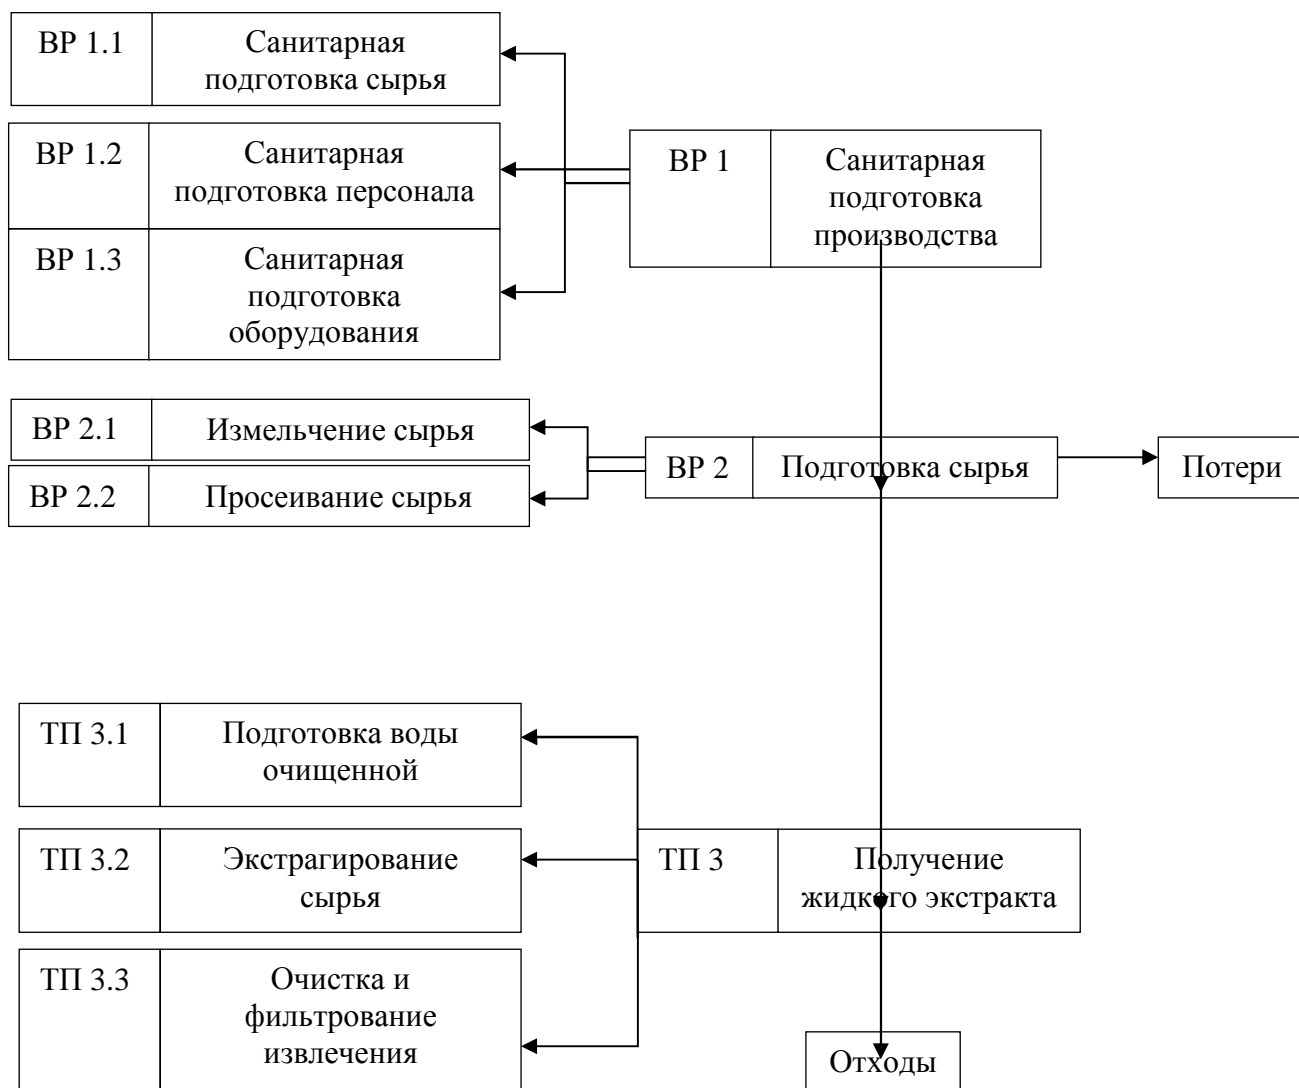 ВР 1.1
Санитарная
подготовка сырья
ВР 1.2
Санитарная
подготовка персонала
ВР 1
Санитарная
подготовка
производства
ВР 1.3
Санитарная
подготовка
оборудования
ВР 2.1
Измельчение сырья
ВР 2.2
Просеивание сырья
ВР 2
Подготовка сырья
Потери
ТП 3.1
Подготовка воды
очищенной
ТП 3.2
Экстрагирование
сырья
ТП 3
Получение
жидкого экстракта
ТП 3.3
Очистка и
фильтрование
извлечения
Отходы